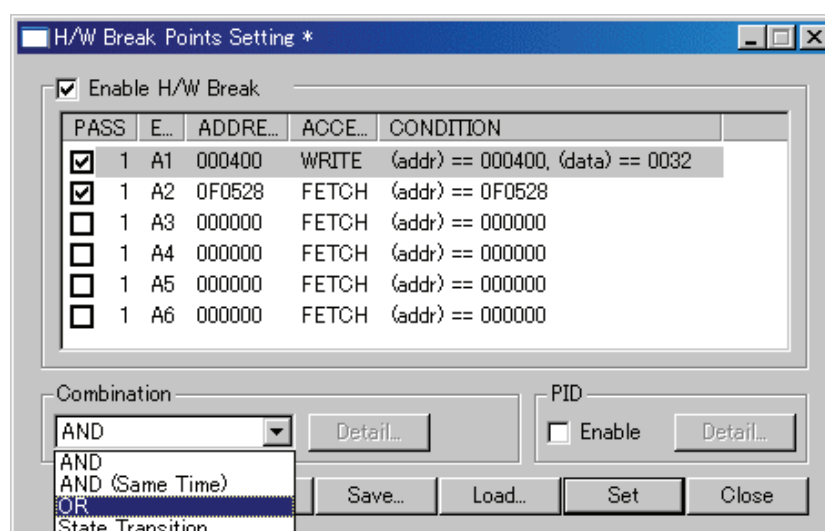 H/W Break Points Setting *
Enable H/W Break
PASS E... ADDRE... ACCE... CONDITION
1 A1 000400 WRITE (addr) == 000400, (data) == 0032
1 A2 0F0528 FETCH (addr) == 0F0528
1 A3 000000 FETCH (addr) == 000000
1 A4 000000 FETCH (addr) == 000000
1 A5 000000 FETCH (addr) == 000000
1 A6 000000 FETCH (addr) == 000000
Combination PID
AND Detail... Enable Detail...
AND
AND (Same Time)
OR
State Transition
Save... Load... Set Close